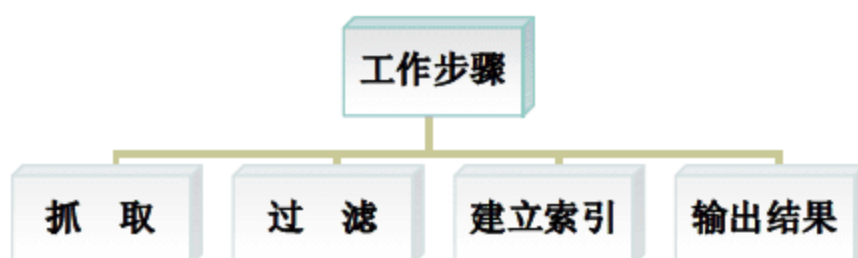 工作步骤
抓 取
过 滤
建立索引
输出结果